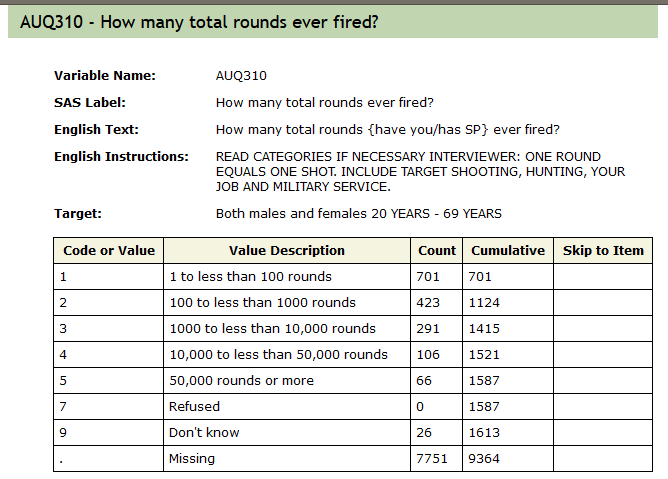 AUQ310 - How many total rounds ever fired?
Variable Name: AUQ310
SAS Label: How many total rounds ever fired?
English Text: How many total rounds {have you/has SP} ever fired?
English Instructions: READ CATEGORIES IF NECESSARY INTERVIEWER: ONE ROUND
EQUALS ONE SHOT. INCLUDE TARGET SHOOTING, HUNTING, YOUR
JOB AND MILITARY SERVICE.
Target: Both males and females 20 YEARS - 69 YEARS
Code or Value Value Description Count Cumulative Skip to Item
1 1 to less than 100 rounds 701 701
2 100 to less than 1000 rounds 423 1124
3 1000 to less than 10,000 rounds 291 1415
4 10,000 to less than 50,000 rounds 106 1521
5 50,000 rounds or more 66 1587
7 Refused 0 1587
9 Don't know 26 1613
. Missing 7751 9364